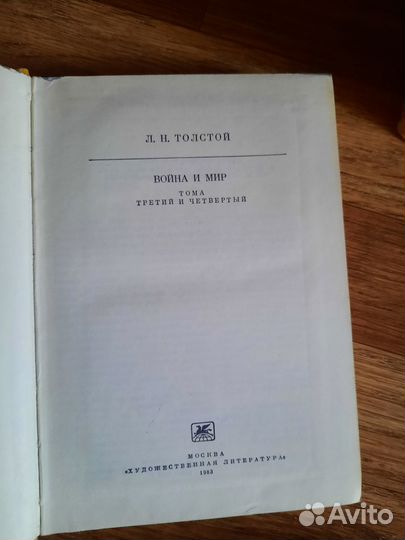 Л. Н. ТОЛСТОЙ
ВОЙНА И МИР
ТОМА
ТРЕТИЙ И ЧЕТВЕРТЫЙ
МОСКВА
«ХУДОЖЕСТВЕННАЯ ЛИТЕРАТУРА»
1983
Avito